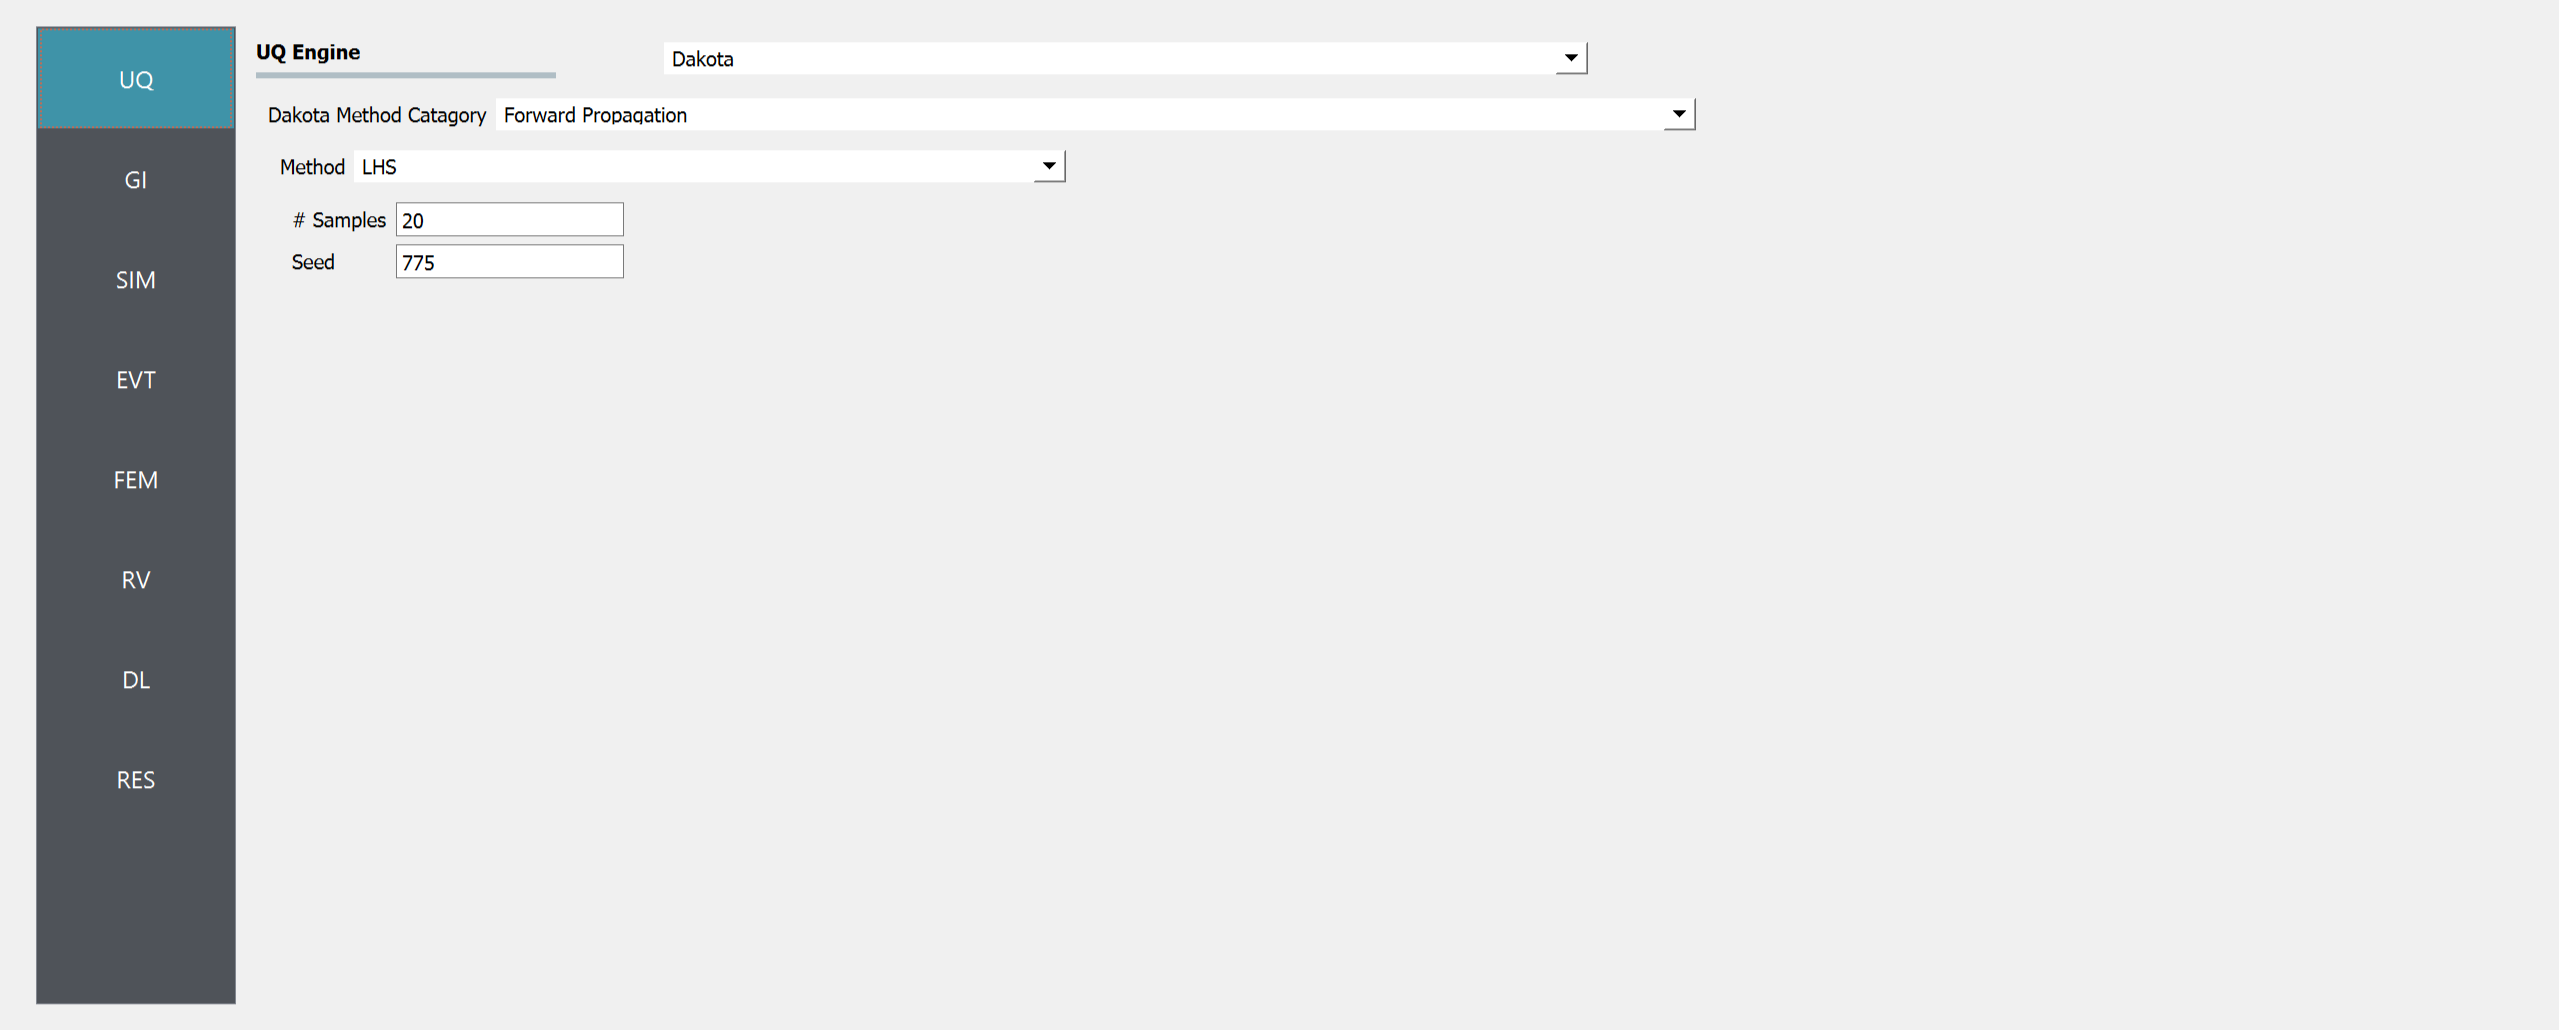 UQ
GI
SIM
EVT
FEM
RV
DL
RES
UQ Engine Dakota
Dakota Method Catagory Forward Propagation
Method LHS
# Samples 20
Seed 775